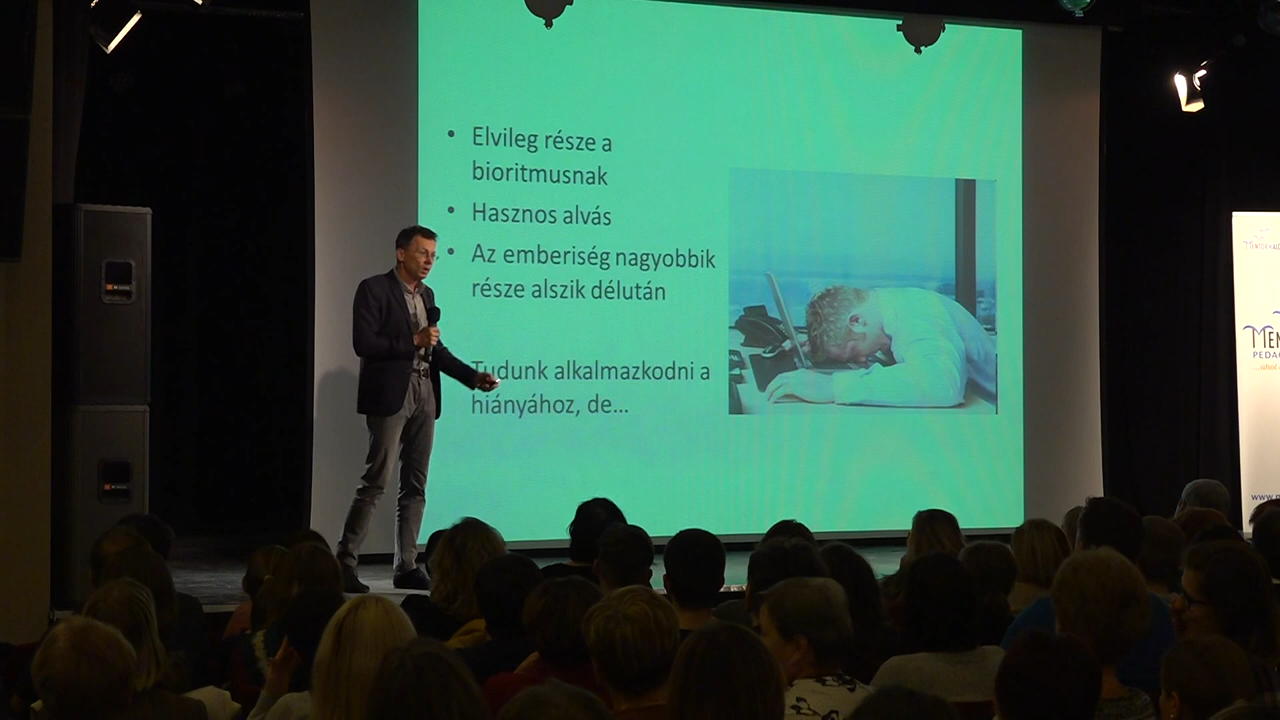 • Elvileg része a
bioritmusnak
• Hasznos alvás
• Az emberiség nagyobbik
része alszik délután
Tudunk alkalmazkodni a
hiányához, de...